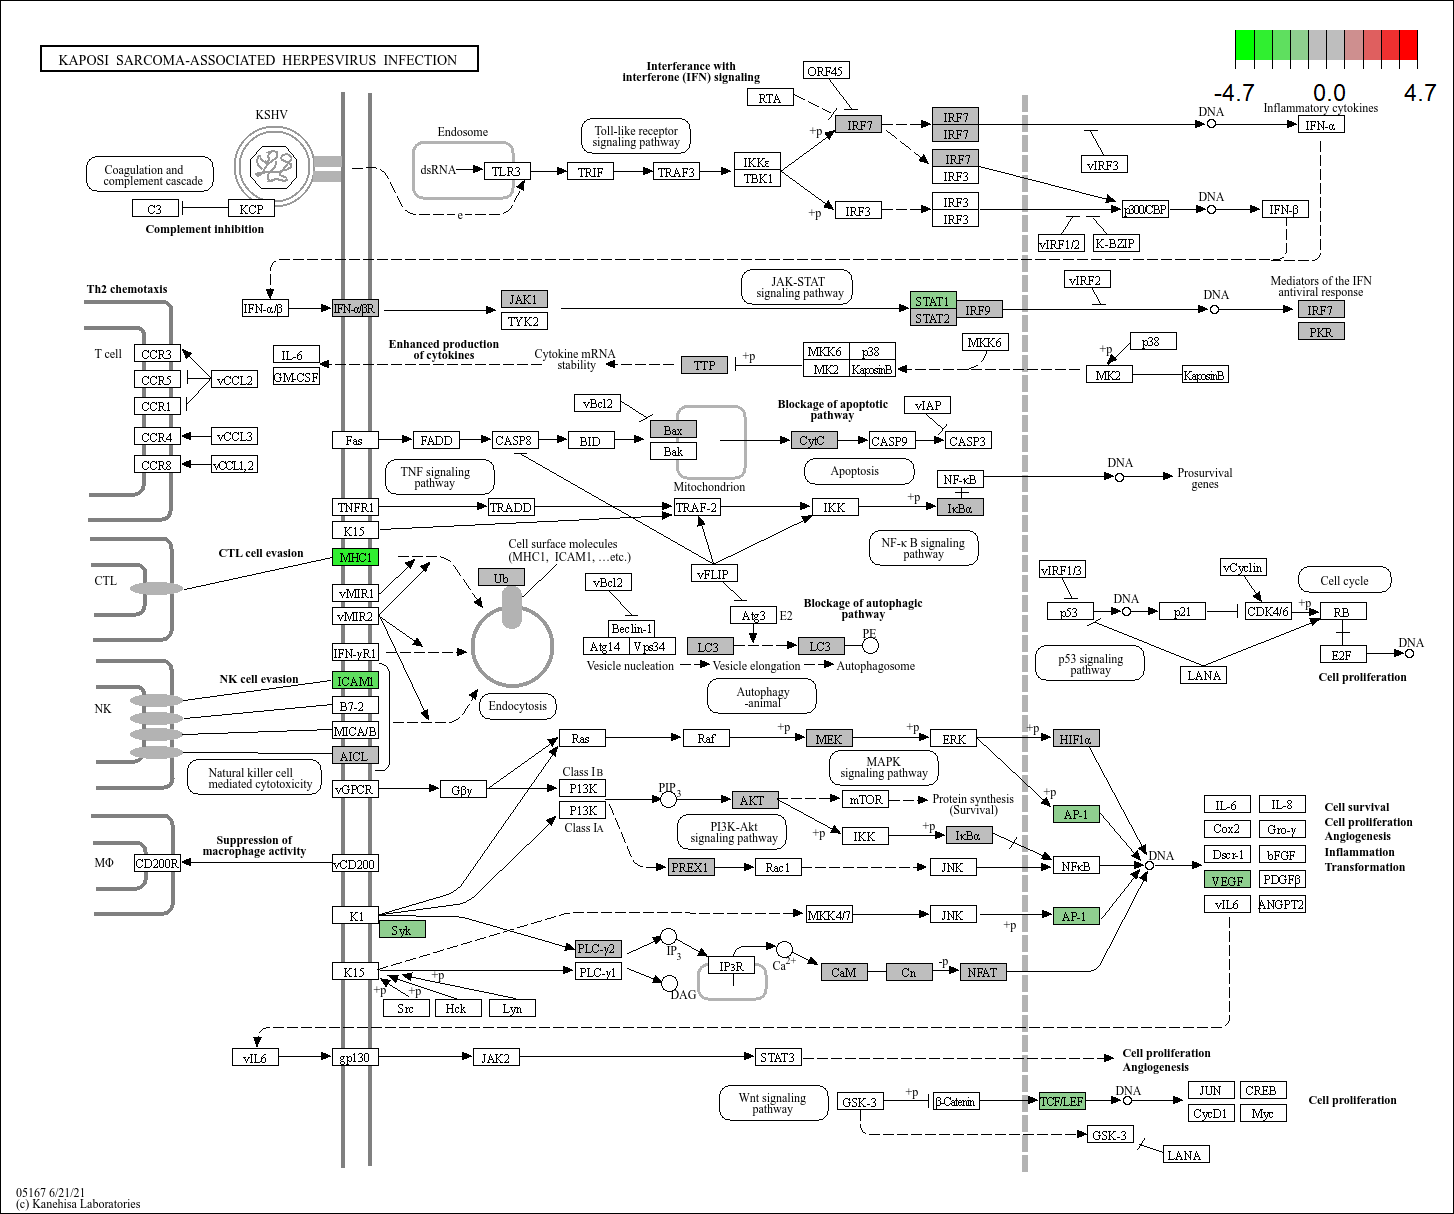 KAPOSI SARCOMA-ASSOCIATED HERPESVIRUS INFECTION
-4.7 0.0 4.7
Interferance with
interferone (IFN) signaling
ORF45
RTA
Inflammatory cytokines
KSHV
Endosome
Toll-like receptor
signaling pathway
+p
IRF7
IRF7
IRF7
DNA
IFN-α
Coagulation and
complement cascade
dsRNA
TLR3
TRIF
TRAF3
IKKε
TBK1
IRF7
IRF3
vIRF3
C3
KCP
e
+p
IRF3
IRF3
IRF3
p300/CBP
DNA
IFN-β
Complement inhibition
vIRF1/2
K-BZIP
Th2 chemotaxis
JAK-STAT
signaling pathway
vIRF2
Mediators of the IFN
antiviral response
IFN-α/β
IFN-α/βR
JAK1
TYK2
STAT1
STAT2
IRF9
DNA
IRF7
PKR
T cell
CCR3
CCR5
CCR1
CCR4
CCR8
vCCL2
vCCL3
vCCL1,2
IL-6
GM-CSF
Enhanced production
of cytokines
Cytokine mRNA
stability
TTP
+p
MKK6
p38
MK2
KaposinB
MKK6
+p
p38
MK2
KaposinB
vBcl2
Blockage of apoptotic
pathway
vIAP
Fas
FADD
CASP8
BID
Bax
Bak
CytC
CASP9
CASP3
TNF signaling
pathway
Mitochondrion
Apoptosis
NF-κB
DNA
Prosurvival
genes
TNFR1
TRADD
TRAF-2
IKK
+p
IκBα
K15
NF-κ B signaling
pathway
CTL cell evasion
MHC1
Cell surface molecules
(MHC1, ICAM1, ...etc.)
CTL
Ub
vBcl2
vFLIP
vIRF1/3
vCyclin
Cell cycle
vMIR1
vMIR2
IFN-γR1
Beclin-1
Atg14
Vps34
Atg3
E2
Blockage of autophagic
pathway
LC3
LC3
PE
p53
DNA
p21
CDK4/6
+p
RB
E2F
DNA
Vesicle nucleation
Vesicle elongation
Autophagosome
p53 signaling
pathway
LANA
Cell proliferation
NK cell evasion
ICAM1
NK
B7-2
MICA/B
AICL
Endocytosis
Autophagy
-animal
Natural killer cell
mediated cytotoxicity
vGPCR
Gβγ
Ras
Raf
+p
MEK
+p
ERK
+p
HIF1α
MAPK
signaling pathway
Class IB
P13K
P13K
Class IA
PIP3
AKT
mTOR
Protein synthesis
(Survival)
+p
AP-1
PI3K-Akt
signaling pathway
+p
IKK
+p
IκBα
IL-6
IL-8
Cox2
Gro-γ
Dscr-1
bFGF
VEGF
PDGFβ
vIL6
ANGPT2
Cell survival
Cell proliferation
Angiogenesis
Inflammation
Transformation
MΦ
CD200R
Suppression of
macrophage activity
vCD200
PREX1
Rac1
JNK
NFκB
DNA
K1
Syk
MKK4/7
JNK
+p
AP-1
PLC-γ2
IP3
K15
+p
PLC-γ1
DAG
IP3R
Ca2+
CaM
Cn
-p
NFAT
+p
+p
Src
Hck
Lyn
vIL6
gp130
JAK2
STAT3
Cell proliferation
Angiogenesis
Wnt signaling
pathway
GSK-3
+p
β-Catenin
TCF/LEF
DNA
JUN
CREB
CycD1
Myc
Cell proliferation
GSK-3
LANA
05167 6/21/21
(c) Kanehisa Laboratories